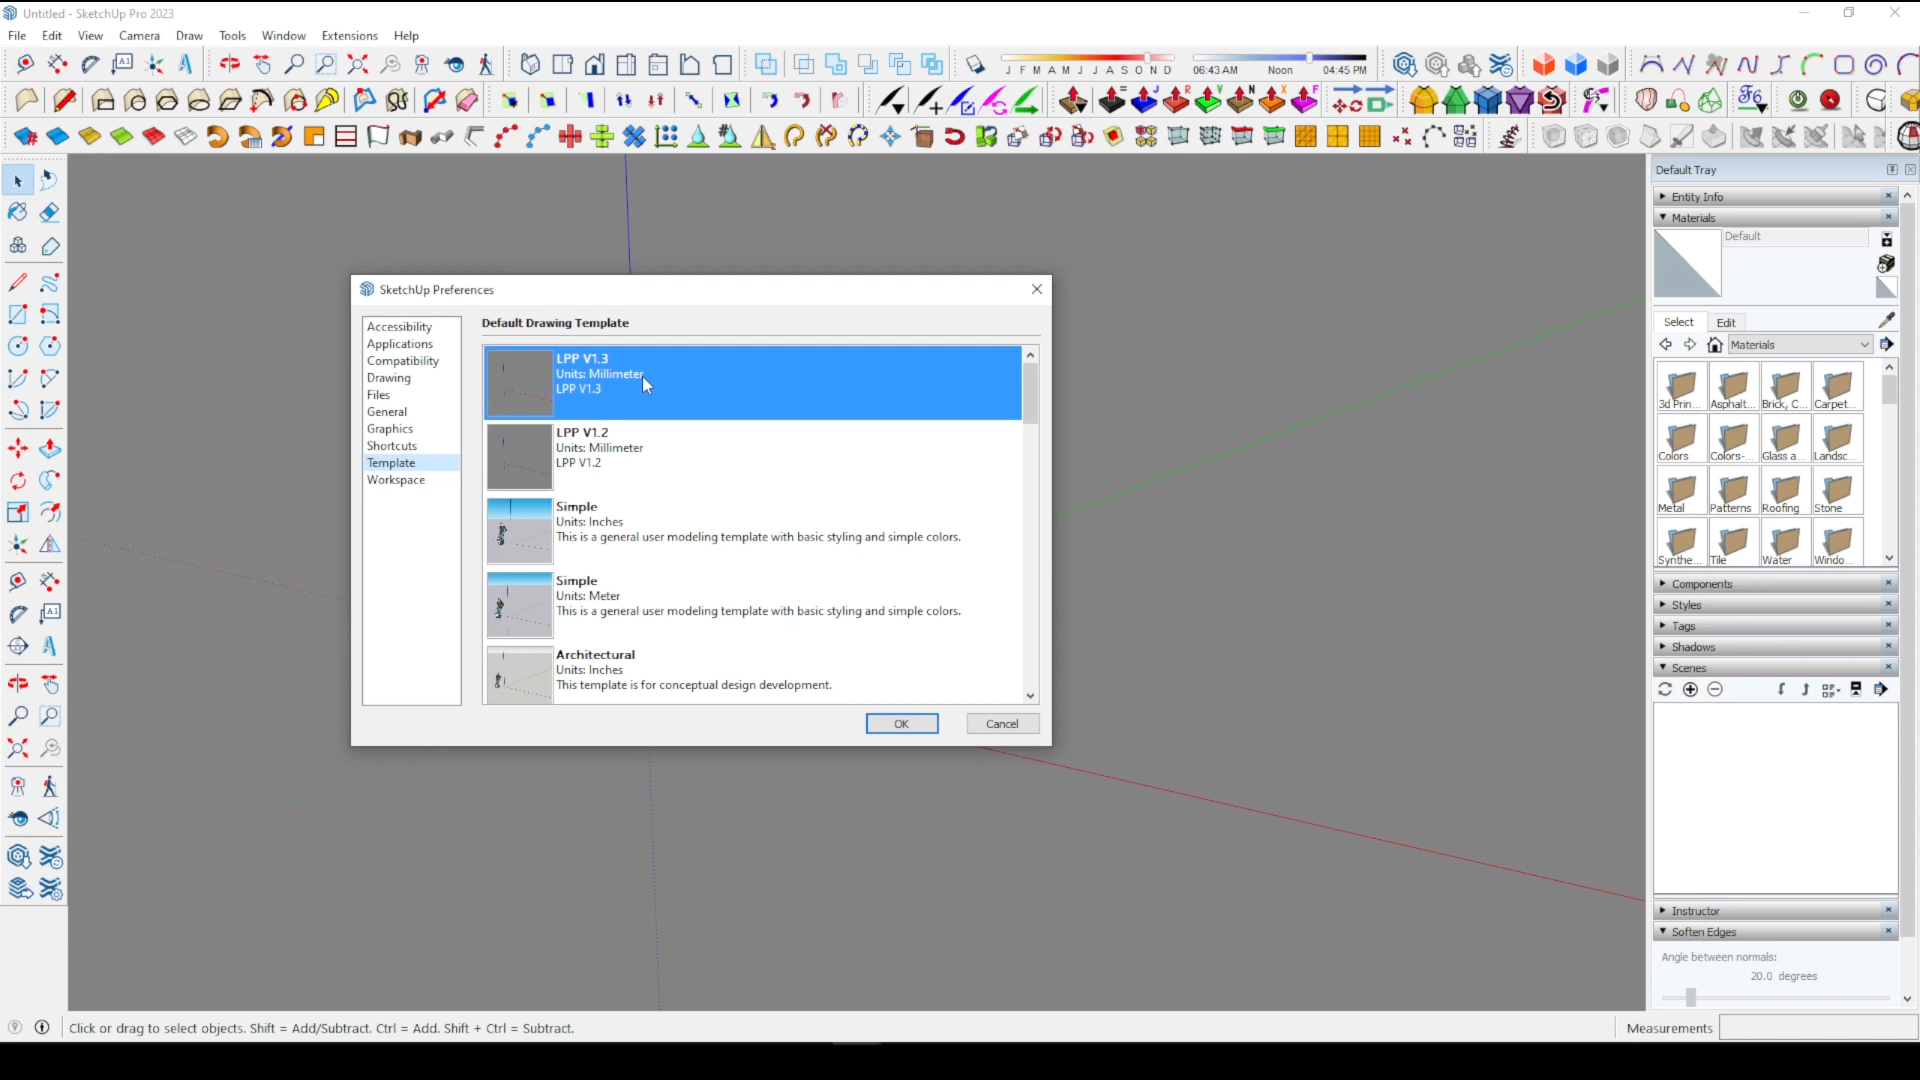 Untitled - SketchUp Pro 2023
File Edit View Camera Draw Tools Window Extensions Help
A1
J F M A M J J A S O N D
06:43 AM Noon 04:45 PM
Default Tray
Entity Info
Materials
Default
Select Edit
Materials
3d Prin... Asphalt... Brick, C... Carpet...
Colors Colors-... Glass a... Landsc...
Metal Patterns Roofing Stone
Synthe... Tile Water Windo...
Components
Styles
Tags
Shadows
Scenes
Instructor
Soften Edges
Angle between normals:
20.0 degrees
SketchUp Preferences
Accessibility
Applications
Compatibility
Drawing
Files
General
Graphics
Shortcuts
Template
Workspace
Default Drawing Template
LPP V1.3
Units: Millimeter
LPP V1.3
LPP V1.2
Units: Millimeter
LPP V1.2
Simple
Units: Inches
This is a general user modeling template with basic styling and simple colors.
Simple
Units: Meter
This is a general user modeling template with basic styling and simple colors.
Architectural
Units: Inches
This template is for conceptual design development.
OK Cancel
A1
Click or drag to select objects. Shift = Add/Subtract. Ctrl = Add. Shift + Ctrl = Subtract.
Measurements